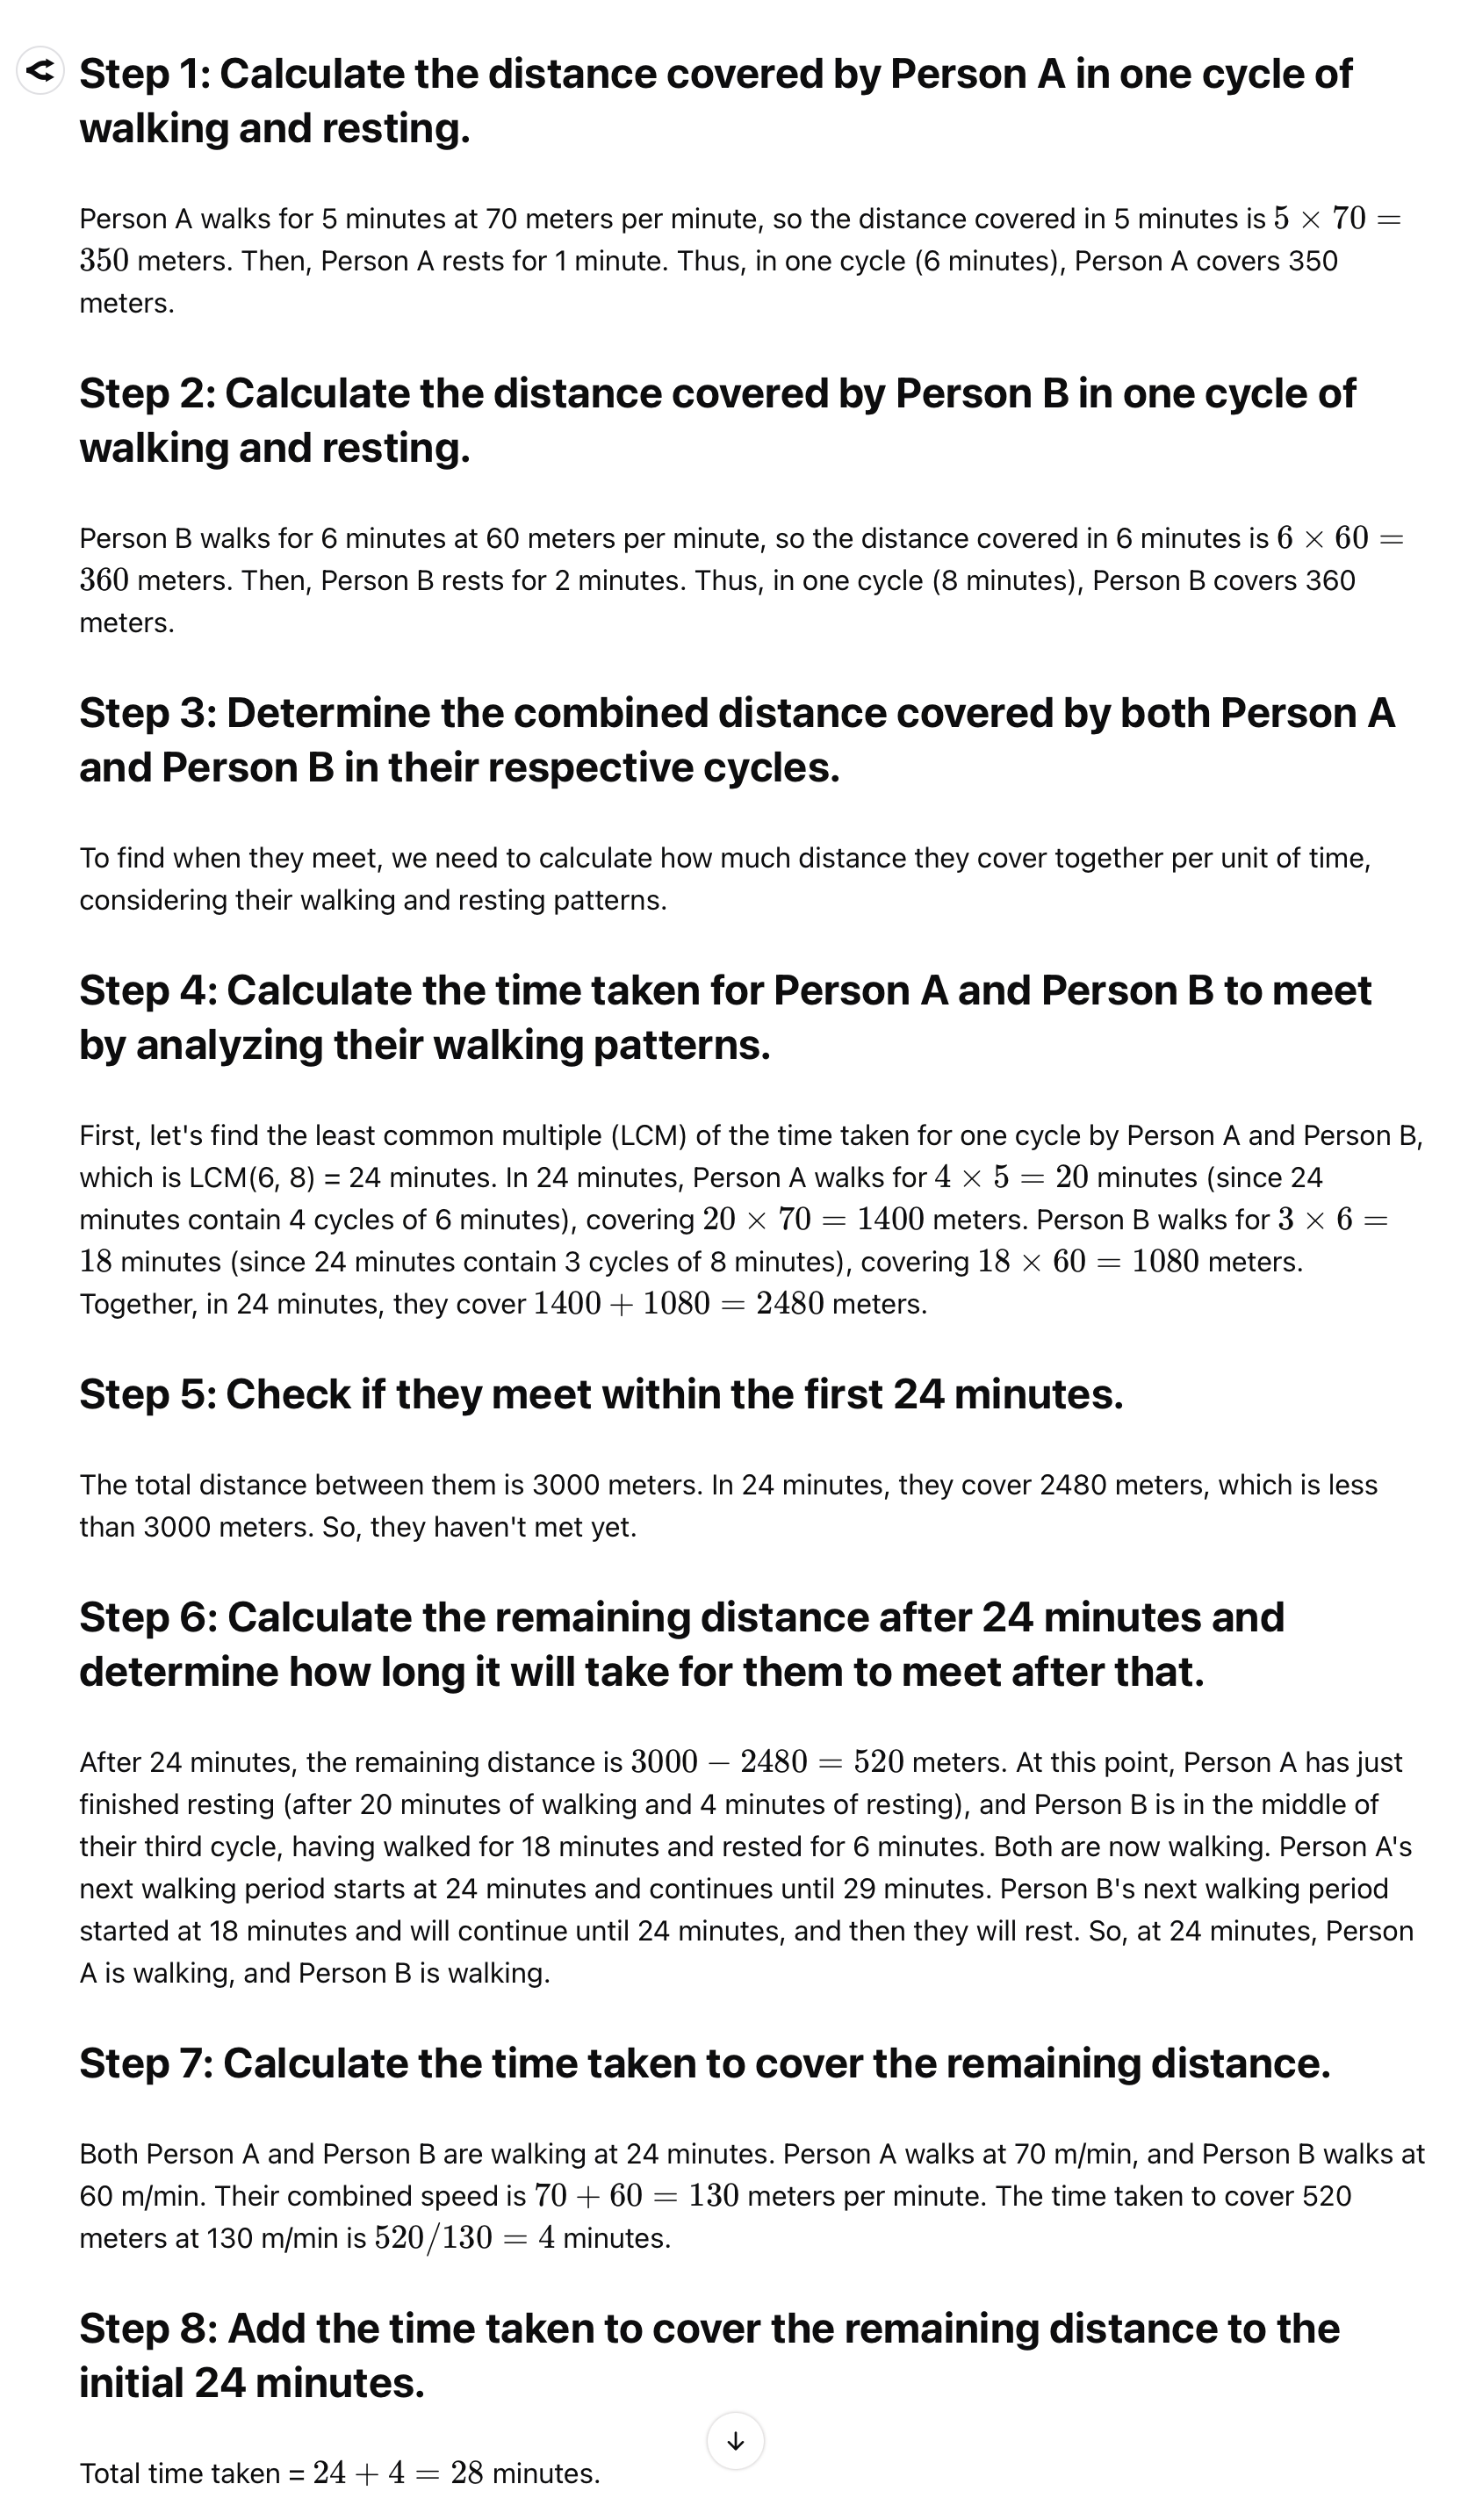 Step 1: Calculate the distance covered by Person A in one cycle of
walking and resting.
Person A walks for 5 minutes at 70 meters per minute, so the distance covered in 5 minutes is 5 × 70 =
350 meters. Then, Person A rests for 1 minute. Thus, in one cycle (6 minutes), Person A covers 350
meters.
Step 2: Calculate the distance covered by Person B in one cycle of
walking and resting.
Person B walks for 6 minutes at 60 meters per minute, so the distance covered in 6 minutes is 6 × 60 =
360 meters. Then, Person B rests for 2 minutes. Thus, in one cycle (8 minutes), Person B covers 360
meters.
Step 3: Determine the combined distance covered by both Person A
and Person B in their respective cycles.
To find when they meet, we need to calculate how much distance they cover together per unit of time,
considering their walking and resting patterns.
Step 4: Calculate the time taken for Person A and Person B to meet
by analyzing their walking patterns.
First, let's find the least common multiple (LCM) of the time taken for one cycle by Person A and Person B,
which is LCM(6, 8) = 24 minutes. In 24 minutes, Person A walks for 4 × 5 = 20 minutes (since 24
minutes contain 4 cycles of 6 minutes), covering 20 × 70 = 1400 meters. Person B walks for 3 × 6 =
18 minutes (since 24 minutes contain 3 cycles of 8 minutes), covering 18 × 60 = 1080 meters.
Together, in 24 minutes, they cover 1400 + 1080 = 2480 meters.
Step 5: Check if they meet within the first 24 minutes.
The total distance between them is 3000 meters. In 24 minutes, they cover 2480 meters, which is less
than 3000 meters. So, they haven't met yet.
Step 6: Calculate the remaining distance after 24 minutes and
determine how long it will take for them to meet after that.
After 24 minutes, the remaining distance is 3000 − 2480 = 520 meters. At this point, Person A has just
finished resting (after 20 minutes of walking and 4 minutes of resting), and Person B is in the middle of
their third cycle, having walked for 18 minutes and rested for 6 minutes. Both are now walking. Person A's
next walking period starts at 24 minutes and continues until 29 minutes. Person B's next walking period
started at 18 minutes and will continue until 24 minutes, and then they will rest. So, at 24 minutes, Person
A is walking, and Person B is walking.
Step 7: Calculate the time taken to cover the remaining distance.
Both Person A and Person B are walking at 24 minutes. Person A walks at 70 m/min, and Person B walks at
60 m/min. Their combined speed is 70 + 60 = 130 meters per minute. The time taken to cover 520
meters at 130 m/min is 520/130 = 4 minutes.
Step 8: Add the time taken to cover the remaining distance to the
initial 24 minutes.
Total time taken = 24 + 4 = 28 minutes.